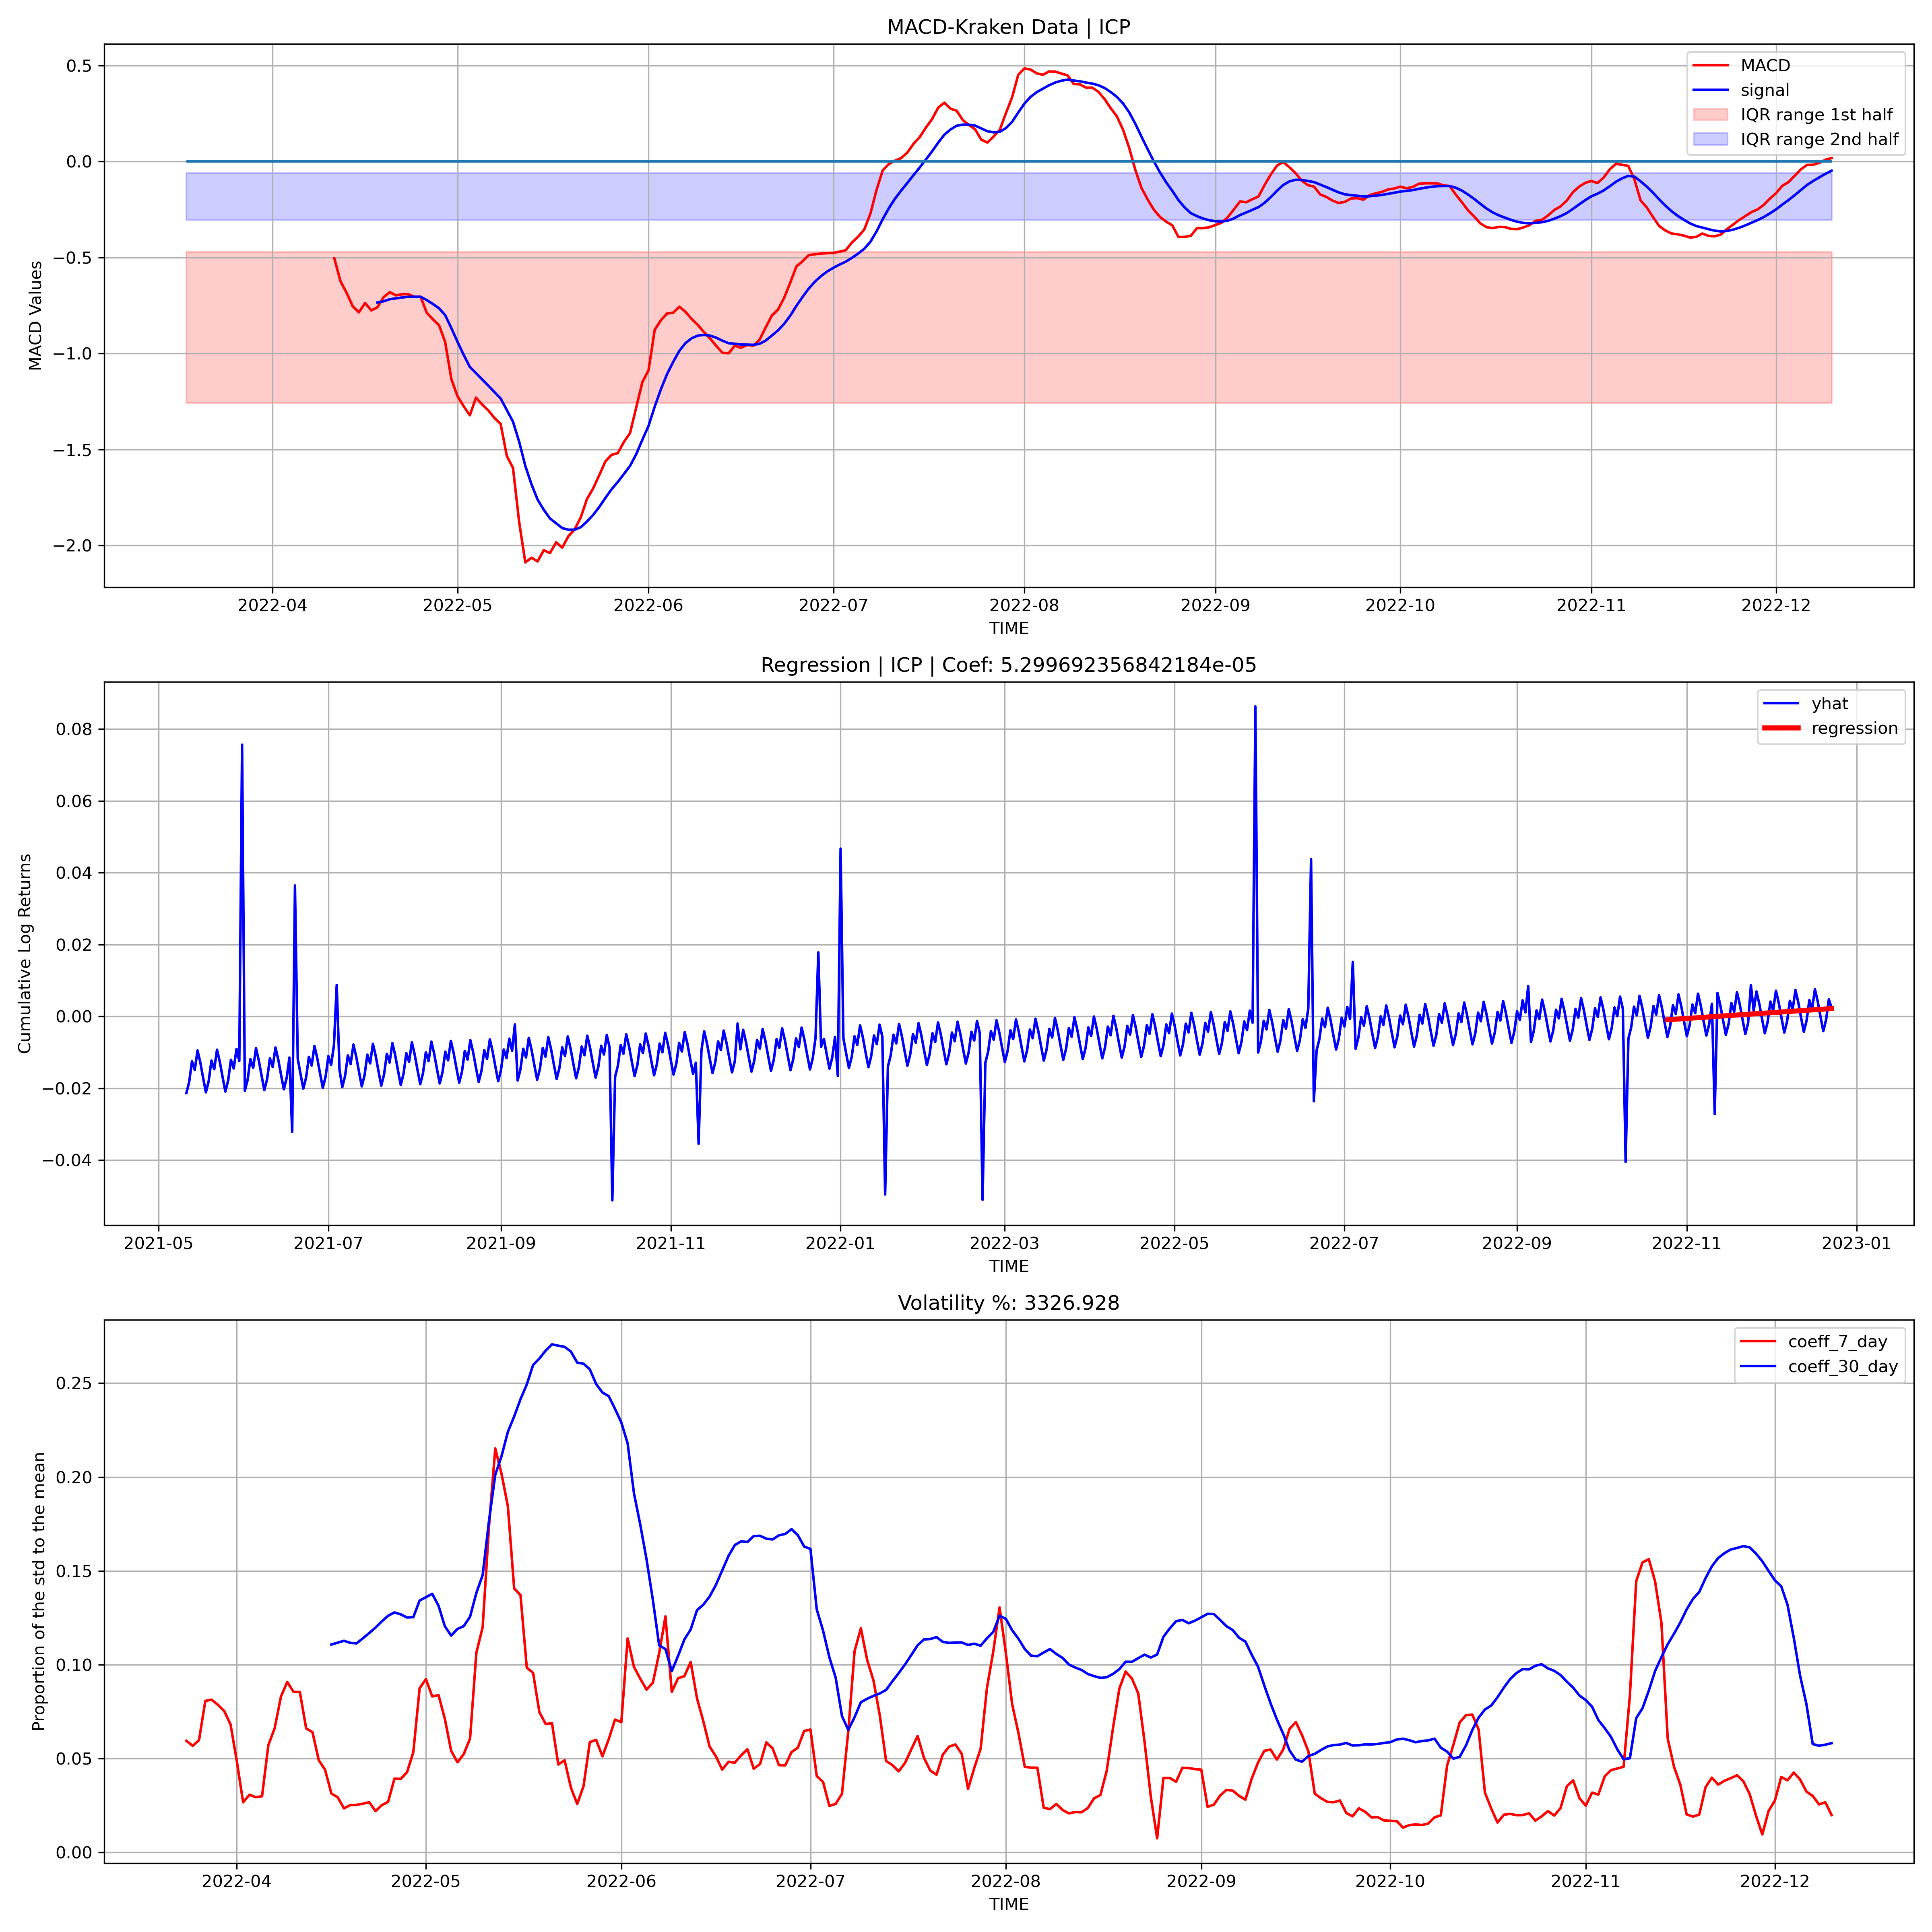 MACD-Kraken Data | ICP
MACD Values
0.5
0.0
−0.5
−1.0
−1.5
−2.0
MACD
signal
IQR range 1st half
IQR range 2nd half
2022-04 2022-05 2022-06 2022-07 2022-08 2022-09 2022-10 2022-11 2022-12
TIME
Regression | ICP | Coef: 5.299692356842184e-05
Cumulative Log Returns
0.08
0.06
0.04
0.02
0.00
−0.02
−0.04
yhat
regression
2021-05 2021-07 2021-09 2021-11 2022-01 2022-03 2022-05 2022-07 2022-09 2022-11 2023-01
TIME
Volatility %: 3326.928
Proportion of the std to the mean
0.25
0.20
0.15
0.10
0.05
0.00
coeff_7_day
coeff_30_day
2022-04 2022-05 2022-06 2022-07 2022-08 2022-09 2022-10 2022-11 2022-12
TIME